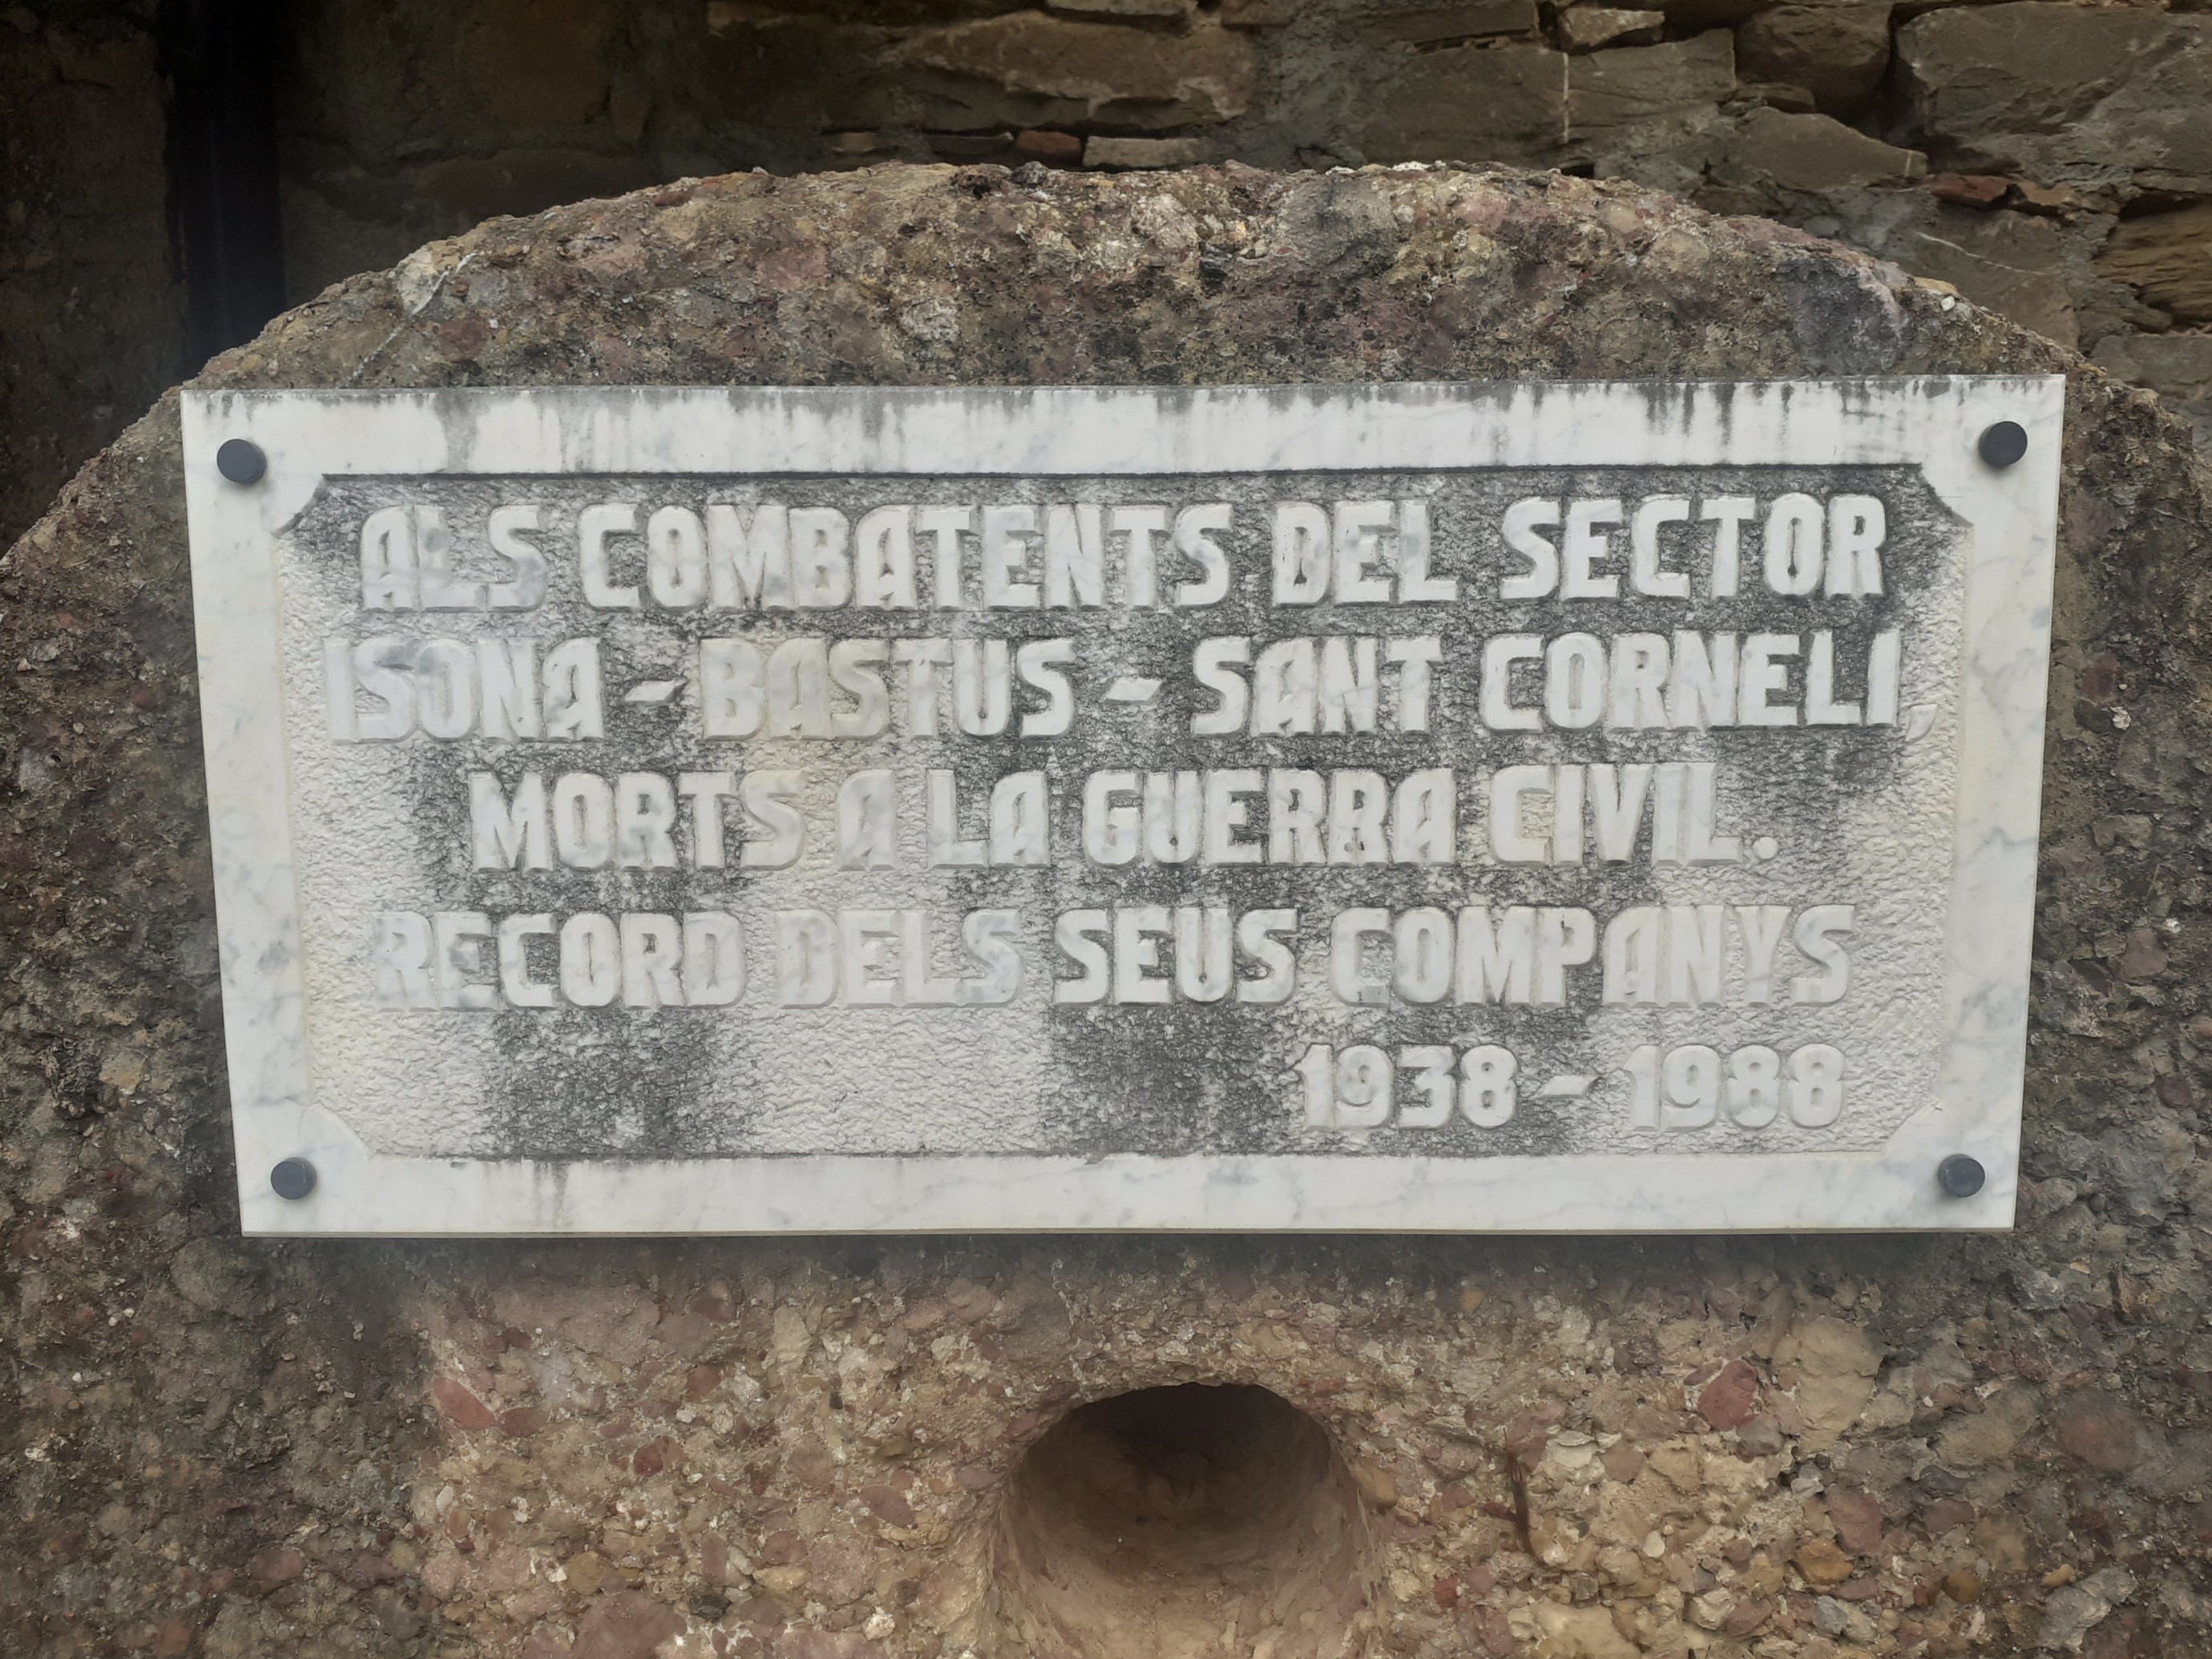 ALS COMBATENTS DEL SECTOR
ISONA - BASTUS - SANT CORNELI,
MORTS A LA GUERRA CIVIL.
RECORD DELS SEUS COMPANYS
1938 - 1988